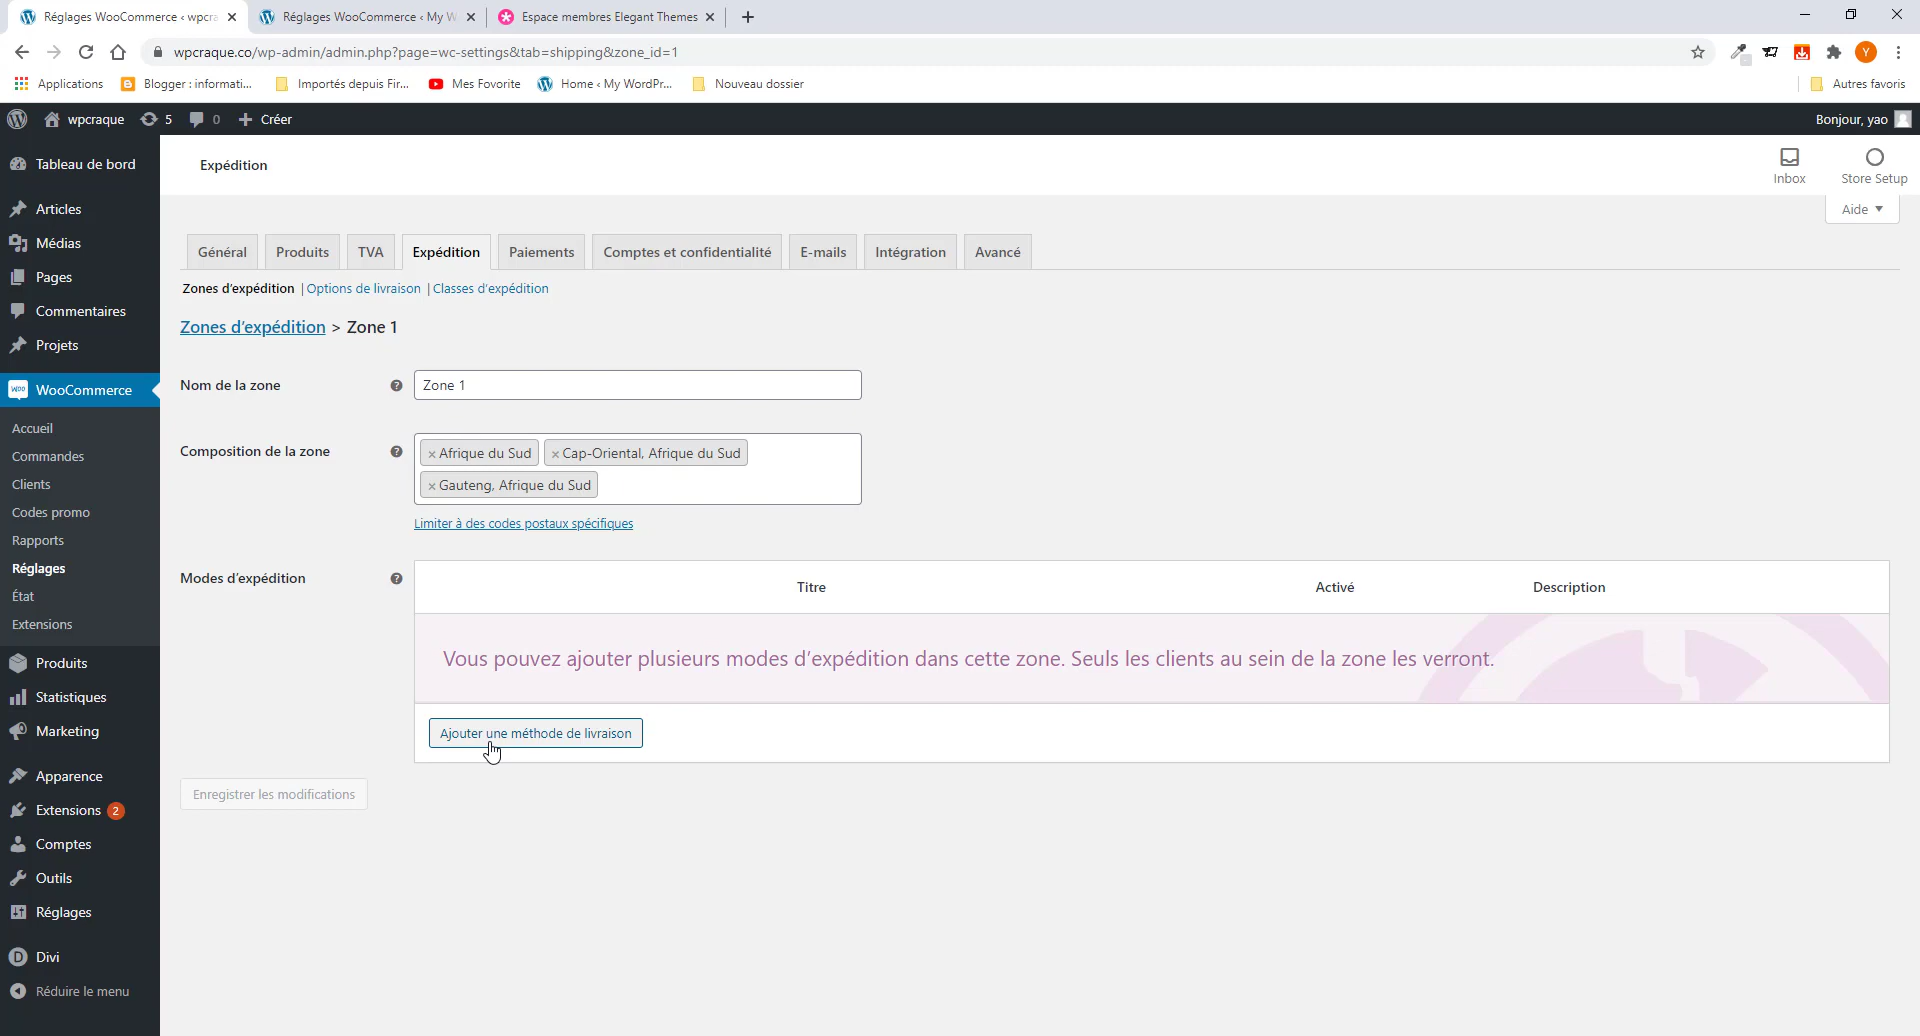 Réglages WooCommerce ‹ wpcra
Réglages WooCommerce ‹ My W
Espace membres Elegant Themes
wpcraque.co/wp-admin/admin.php?page=wc-settings&tab=shipping&zone_id=1
Y
Applications
Blogger : informati...
Importés depuis Fir...
Mes Fovorite
Home ‹ My WordPr...
Nouveau dossier
Autres favoris
wpcraque
5
0
Créer
Bonjour, yao
Tableau de bord
Articles
Médias
Pages
Commentaires
Projets
WooCommerce
Accueil
Commandes
Clients
Codes promo
Rapports
Réglages
État
Extensions
Produits
Statistiques
Marketing
Apparence
Extensions 2
Comptes
Outils
Réglages
Divi
Réduire le menu
Expédition
Inbox
Store Setup
Aide
Général
Produits
TVA
Expédition
Paiements
Comptes et confidentialité
E-mails
Intégration
Avancé
Zones d'expédition | Options de livraison | Classes d'expédition
Zones d'expédition > Zone 1
Nom de la zone
Zone 1
Composition de la zone
× Afrique du Sud
× Cap-Oriental, Afrique du Sud
× Gauteng, Afrique du Sud
Limiter à des codes postaux spécifiques
Modes d'expédition
Titre
Activé
Description
Vous pouvez ajouter plusieurs modes d'expédition dans cette zone. Seuls les clients au sein de la zone les verront.
Ajouter une méthode de livraison
Enregistrer les modifications